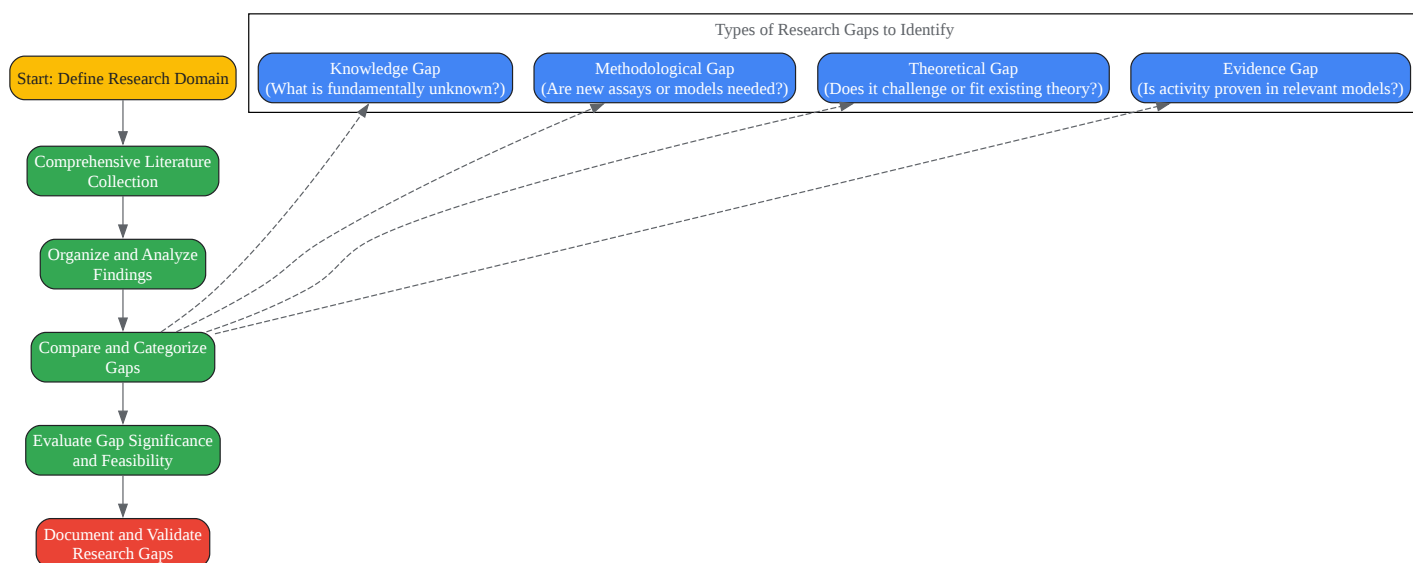 Types of Research Gaps to Identify
Start: Define Research Domain
Knowledge Gap
(What is fundamentally unknown?)
Methodological Gap
(Are new assays or models needed?)
Theoretical Gap
(Does it challenge or fit existing theory?)
Evidence Gap
(Is activity proven in relevant models?)
Comprehensive Literature
Collection
Organize and Analyze
Findings
Compare and Categorize
Gaps
Evaluate Gap Significance
and Feasibility
Document and Validate
Research Gaps